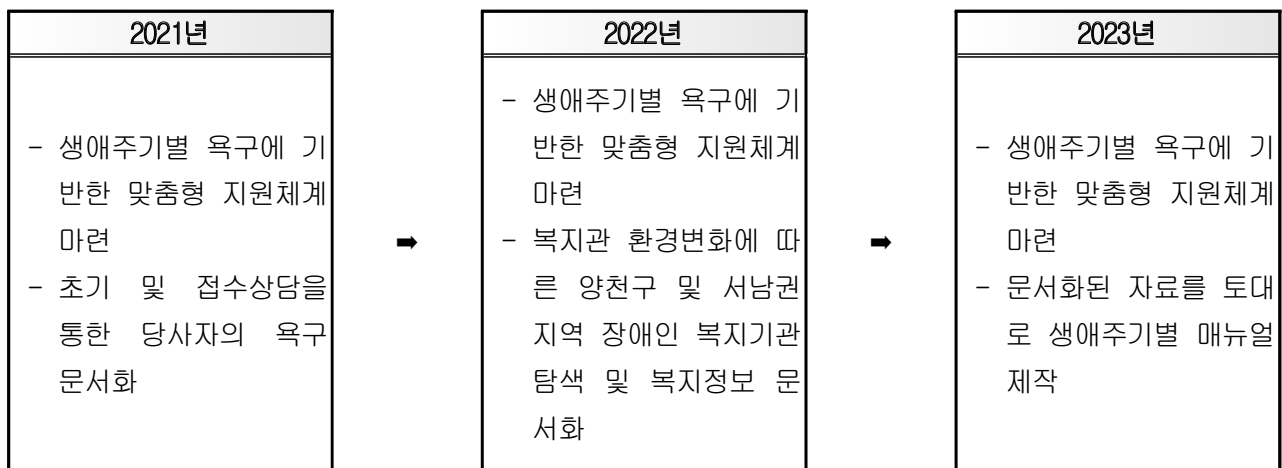 2021년
- 생애주기별 욕구에 기
반한 맞춤형 지원체계
마련
- 초기 및 접수상담을
통한 당사자의 욕구
문서화
➡
2022년
- 생애주기별 욕구에 기
반한 맞춤형 지원체계
마련
- 복지관 환경변화에 따
른 양천구 및 서남권
지역 장애인 복지기관
탐색 및 복지정보 문
서화
➡
2023년
- 생애주기별 욕구에 기
반한 맞춤형 지원체계
마련
- 문서화된 자료를 토대
로 생애주기별 매뉴얼
제작